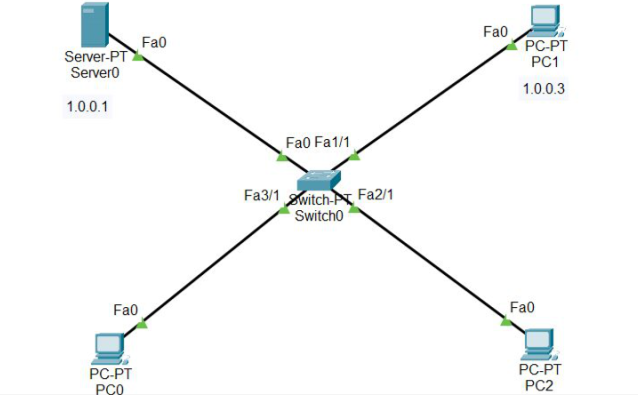 Fa0
Server-PT
Server0
1.0.0.1
Fa0
PC-PT
PC1
1.0.0.3
Fa0 Fa1/1
Fa3/1
Switch-PT
Switch0
Fa2/1
Fa0
PC-PT
PC0
Fa0
PC-PT
PC2